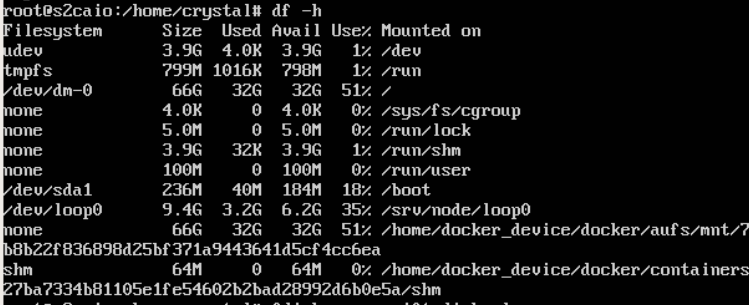 root@s2caio:/home/crystal# df -h
Filesystem Size Used Avail Use% Mounted on
udev 3.9G 4.0K 3.9G 1% /dev
tmpfs 799M 1016K 798M 1% /run
/dev/dm-0 66G 32G 32G 51% /
none 4.0K 0 4.0K 0% /sys/fs/cgroup
none 5.0M 0 5.0M 0% /run/lock
none 3.9G 32K 3.9G 1% /run/shm
none 100M 0 100M 0% /run/user
/dev/sda1 236M 40M 184M 18% /boot
/dev/loop0 9.4G 3.2G 6.2G 35% /srv/node/loop0
none 66G 32G 32G 51% /home/docker_device/docker/aufs/mnt/7
b8b22f836898d25bf371a9443641d5cf4cc6ea
shm 64M 0 64M 0% /home/docker_device/docker/containers
27ba7334b81105e1fe54602b2bad28992d6b0e5a/shm